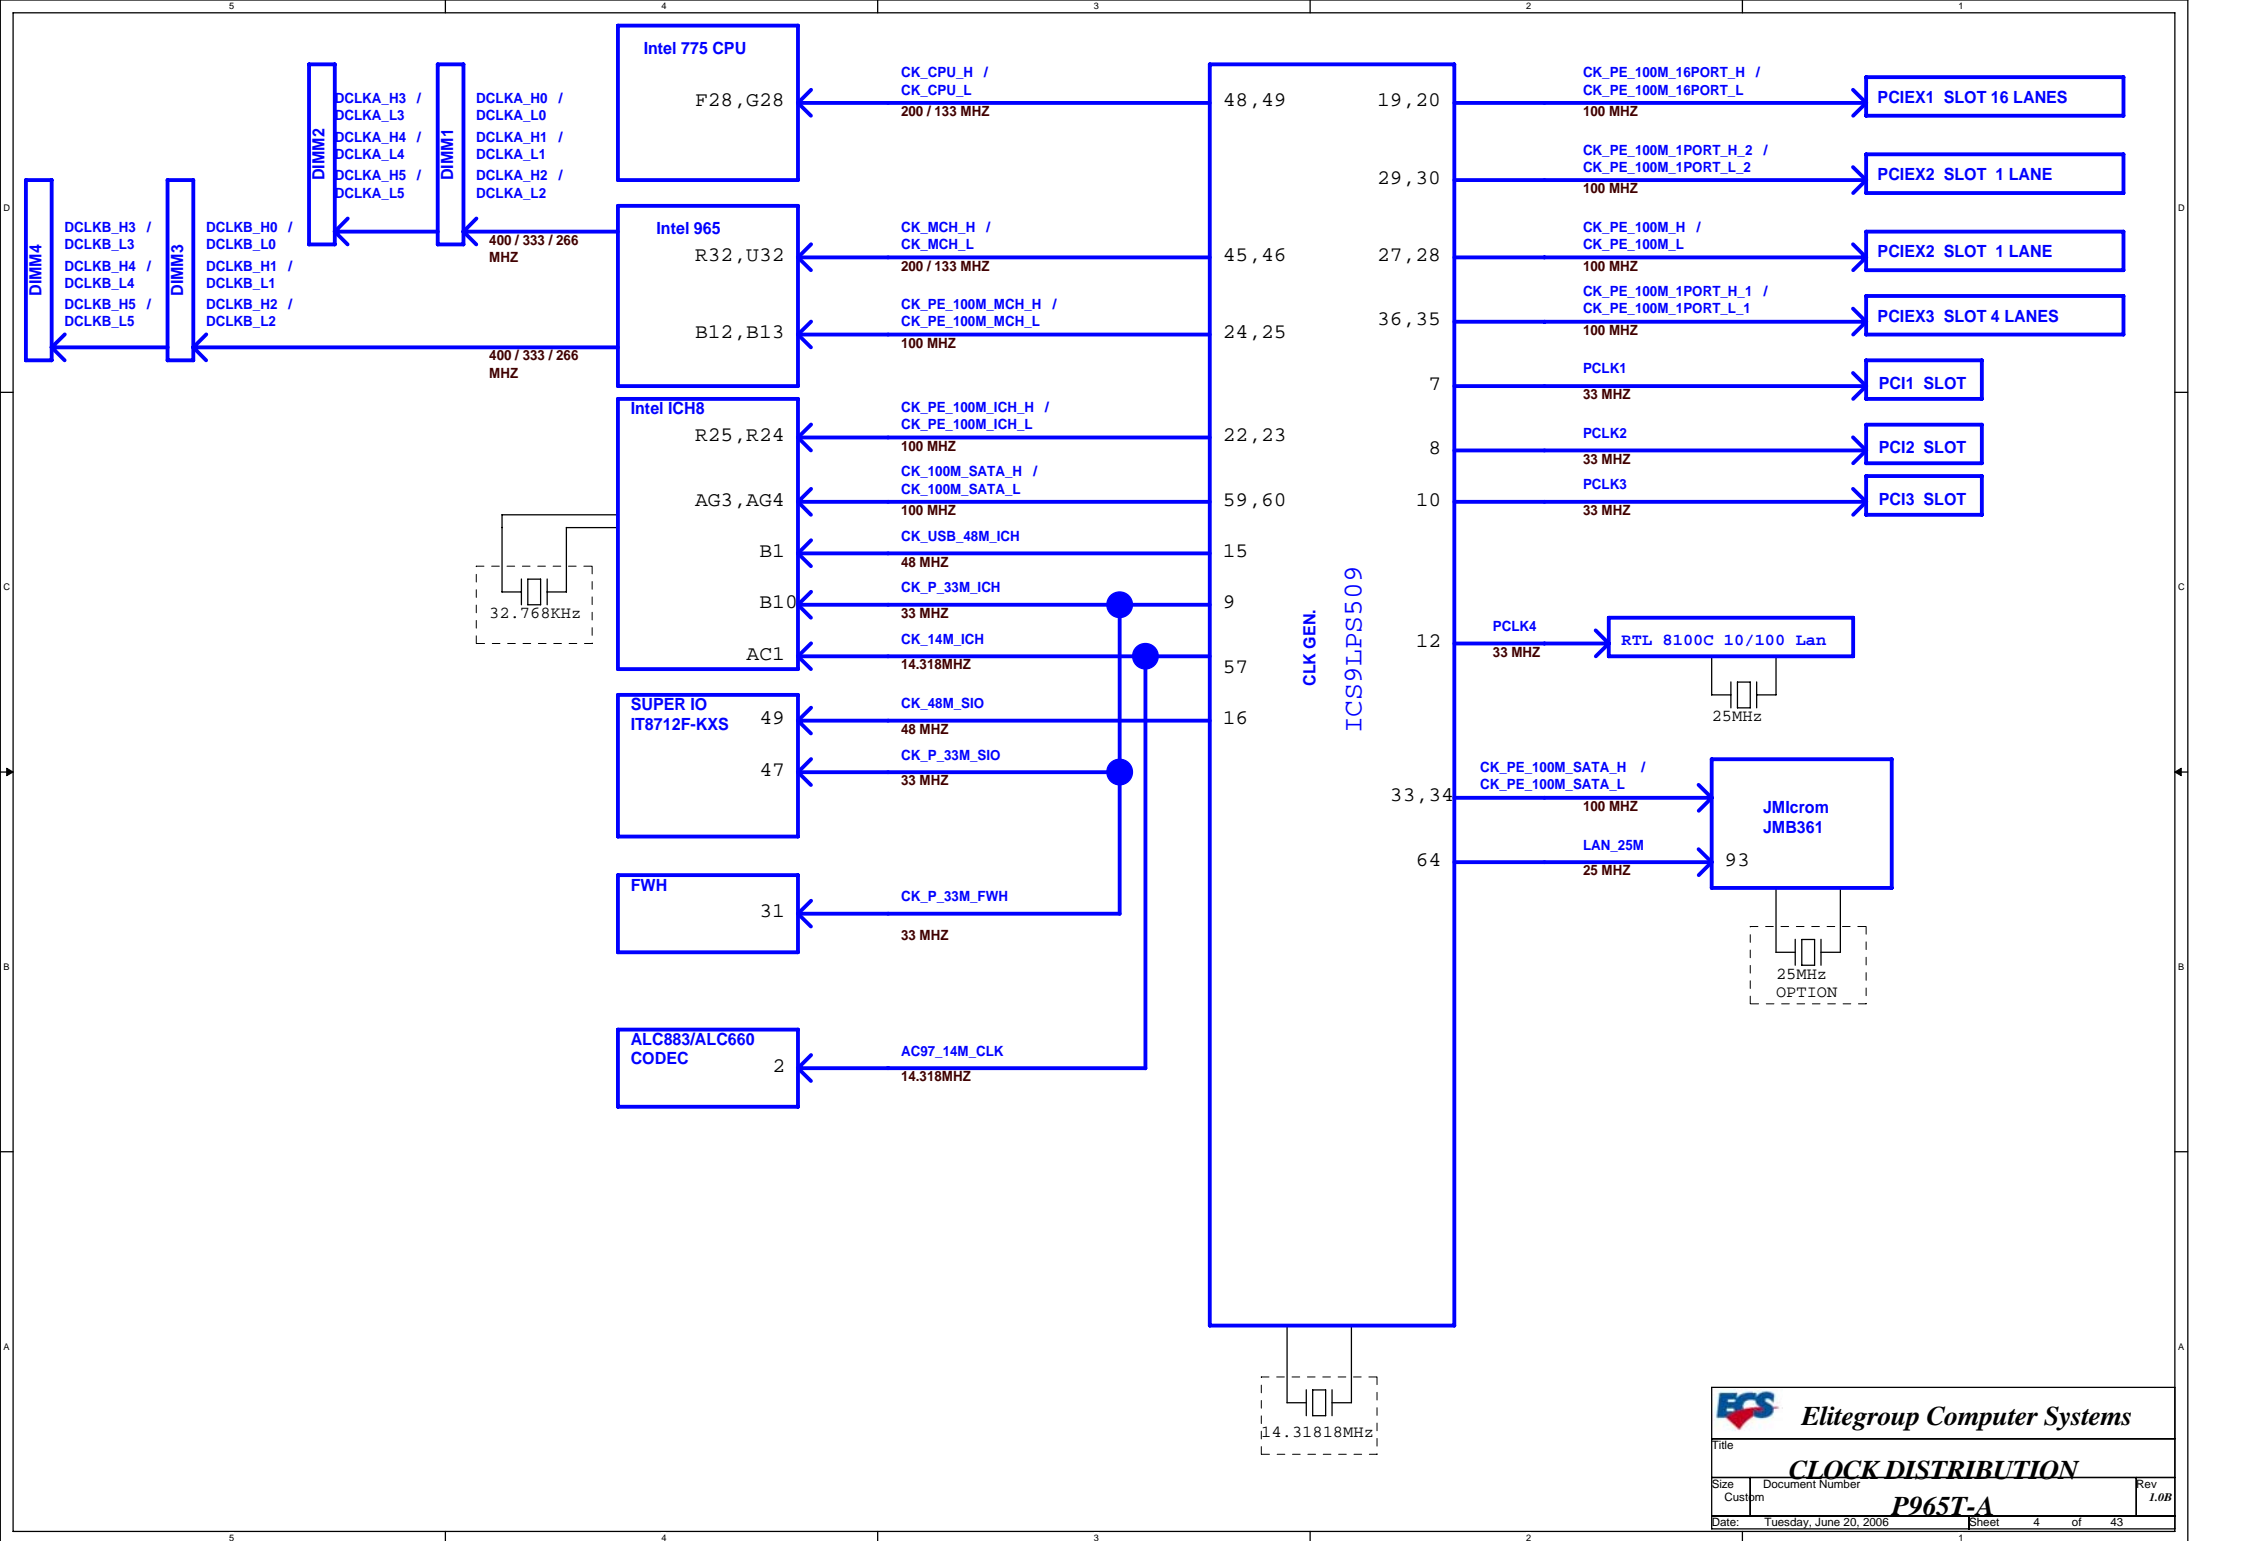 5
4
3
2
1
D
C
B
A
D
C
B
A
DIMM4
DCLKB_H3 /
DCLKB_L3
DCLKB_H4 /
DCLKB_L4
DCLKB_H5 /
DCLKB_L5
DIMM3
DCLKB_H0 /
DCLKB_L0
DCLKB_H1 /
DCLKB_L1
DCLKB_H2 /
DCLKB_L2
400 / 333 / 266
MHZ
DIMM2
DCLKA_H3 /
DCLKA_L3
DCLKA_H4 /
DCLKA_L4
DCLKA_H5 /
DCLKA_L5
DIMM1
DCLKA_H0 /
DCLKA_L0
DCLKA_H1 /
DCLKA_L1
DCLKA_H2 /
DCLKA_L2
400 / 333 / 266
MHZ
Intel 775 CPU
F28,G28
CK_CPU_H /
CK_CPU_L
200 / 133 MHZ
48,49
Intel 965
R32,U32
CK_MCH_H /
CK_MCH_L
200 / 133 MHZ
45,46
B12,B13
CK_PE_100M_MCH_H /
CK_PE_100M_MCH_L
100 MHZ
24,25
Intel ICH8
R25,R24
CK_PE_100M_ICH_H /
CK_PE_100M_ICH_L
100 MHZ
22,23
AG3,AG4
CK_100M_SATA_H /
CK_100M_SATA_L
100 MHZ
59,60
B1
CK_USB_48M_ICH
48 MHZ
15
B10
CK_P_33M_ICH
33 MHZ
9
AC1
CK_14M_ICH
14.318MHZ
57
32.768KHz
SUPER IO
IT8712F-KXS
49
CK_48M_SIO
48 MHZ
16
47
CK_P_33M_SIO
33 MHZ
FWH
31
CK_P_33M_FWH
33 MHZ
ALC883/ALC660
CODEC
2
AC97_14M_CLK
14.318MHZ
CLK GEN.
ICS9LPS509
14.31818MHz
19,20
CK_PE_100M_16PORT_H /
CK_PE_100M_16PORT_L
100 MHZ
PCIEX1 SLOT 16 LANES
29,30
CK_PE_100M_1PORT_H_2 /
CK_PE_100M_1PORT_L_2
100 MHZ
PCIEX2 SLOT 1 LANE
27,28
CK_PE_100M_H /
CK_PE_100M_L
100 MHZ
PCIEX2 SLOT 1 LANE
36,35
CK_PE_100M_1PORT_H_1 /
CK_PE_100M_1PORT_L_1
100 MHZ
PCIEX3 SLOT 4 LANES
7
PCLK1
33 MHZ
PCI1 SLOT
8
PCLK2
33 MHZ
PCI2 SLOT
10
PCLK3
33 MHZ
PCI3 SLOT
12
PCLK4
33 MHZ
RTL 8100C 10/100 Lan
25MHz
33,34
CK_PE_100M_SATA_H /
CK_PE_100M_SATA_L
100 MHZ
JMIcrom
JMB361
64
LAN_25M
25 MHZ
93
25MHz
OPTION
ECS
Elitegroup Computer Systems
Title
CLOCK DISTRIBUTION
Size
Custom
Document Number
P965T-A
Rev
1.0B
Date: Tuesday, June 20, 2006
Sheet 4 of 43
5
4
3
2
1